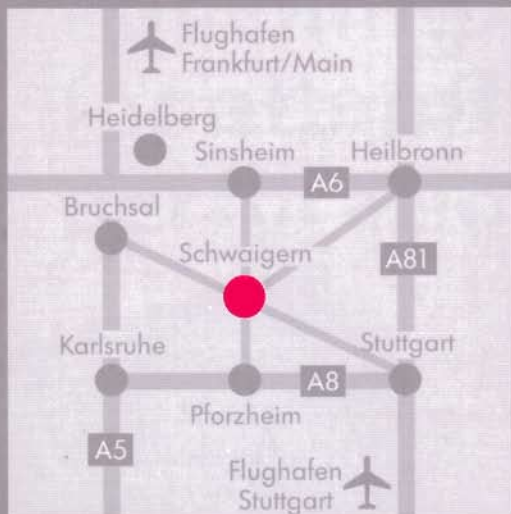 Flughafen
Frankfurt/Main
Heidelberg
Sinsheim
Heilbronn
A6
Bruchsal
Schwaigern
A81
Karlsruhe
Stuttgart
A8
Pforzheim
A5
Flughafen
Stuttgart